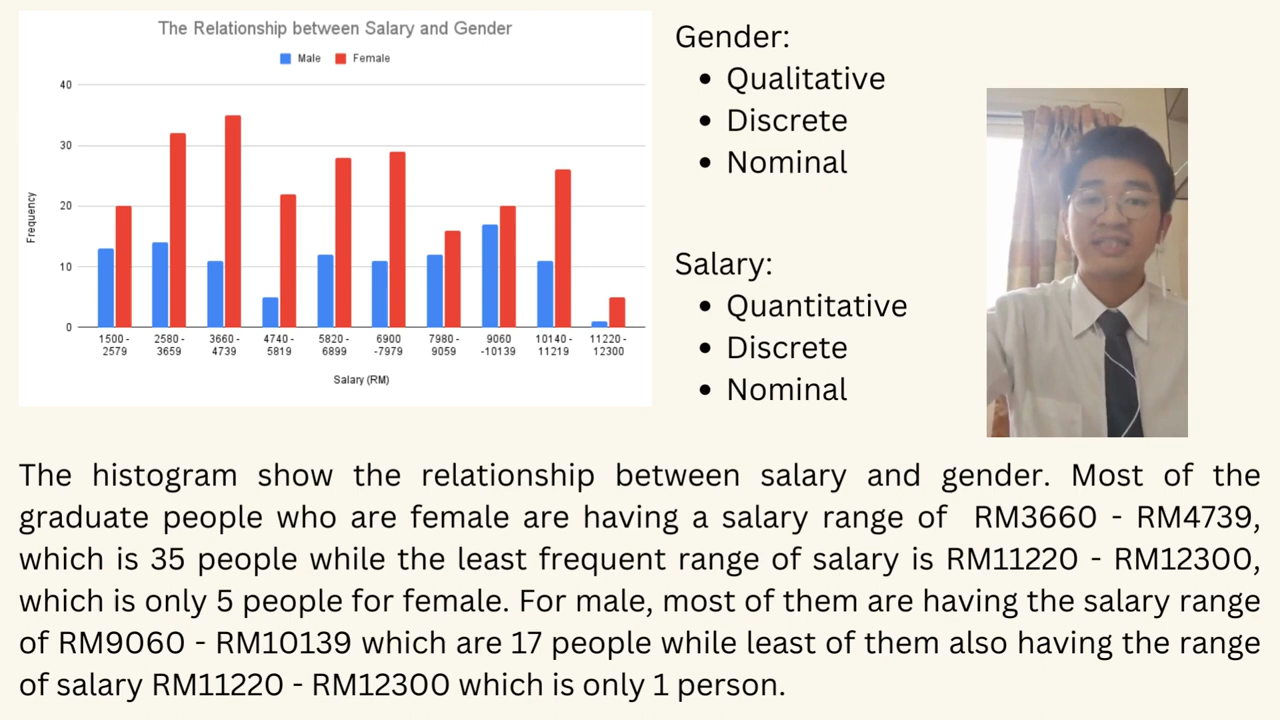 The Relationship between Salary and Gender
Male Female
40
30
20
10
0
Frequency
1500 - 2580 - 3660 - 4740 - 5820 - 6900 7980 - 9060 10140 - 11220 -
2579 3659 4739 5819 6899 -7979 9059 -10139 11219 12300
Salary (RM)
Gender:
• Qualitative
• Discrete
• Nominal
Salary:
• Quantitative
• Discrete
• Nominal
The histogram show the relationship between salary and gender. Most of the
graduate people who are female are having a salary range of RM3660 - RM4739,
which is 35 people while the least frequent range of salary is RM11220 - RM12300,
which is only 5 people for female. For male, most of them are having the salary range
of RM9060 - RM10139 which are 17 people while least of them also having the range
of salary RM11220 - RM12300 which is only 1 person.